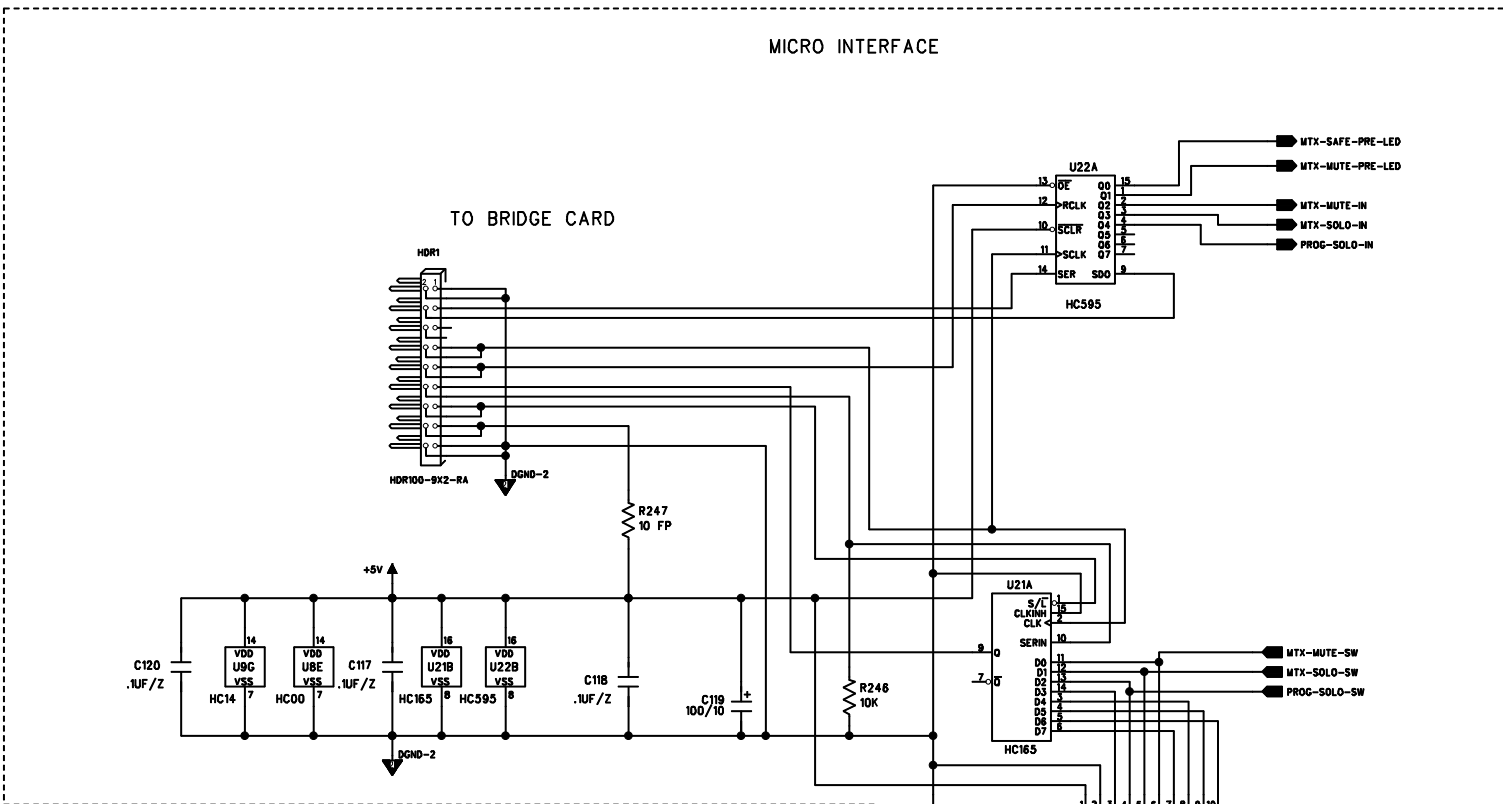 MICRO INTERFACE
TO BRIDGE CARD
HDR1
2 1
HDR100-9X2-RA
DGND-2
R247
10 FP
U22A
13 OE Q0 15
Q1 1
12 RCLK Q2 2
Q3 3
10 SCLR Q4 4
Q5 5
Q6 6
11 SCLK Q7 7
14 SER SDO 9
HC595
MTX-SAFE-PRE-LED
MTX-MUTE-PRE-LED
MTX-MUTE-IN
MTX-SOLO-IN
PROG-SOLO-IN
+5V
C120
.1UF/Z
14
VDD
U9G
VSS
7
HC14
14
VDD
U8E
VSS
7
HC00
C117
.1UF/Z
16
VDD
U21B
VSS
8
HC165
16
VDD
U22B
VSS
8
HC595
DGND-2
C118
.1UF/Z
C119
100/10
+
R246
10K
U21A
S/L 1
CLKINH 15
CLK 2
SERIN 10
9 Q
D0 11
D1 12
7 Q D2 13
D3 14
D4 3
D5 4
D6 5
D7 6
HC165
MTX-MUTE-SW
MTX-SOLO-SW
PROG-SOLO-SW
1 2 3 4 5 6 7 8 9 10